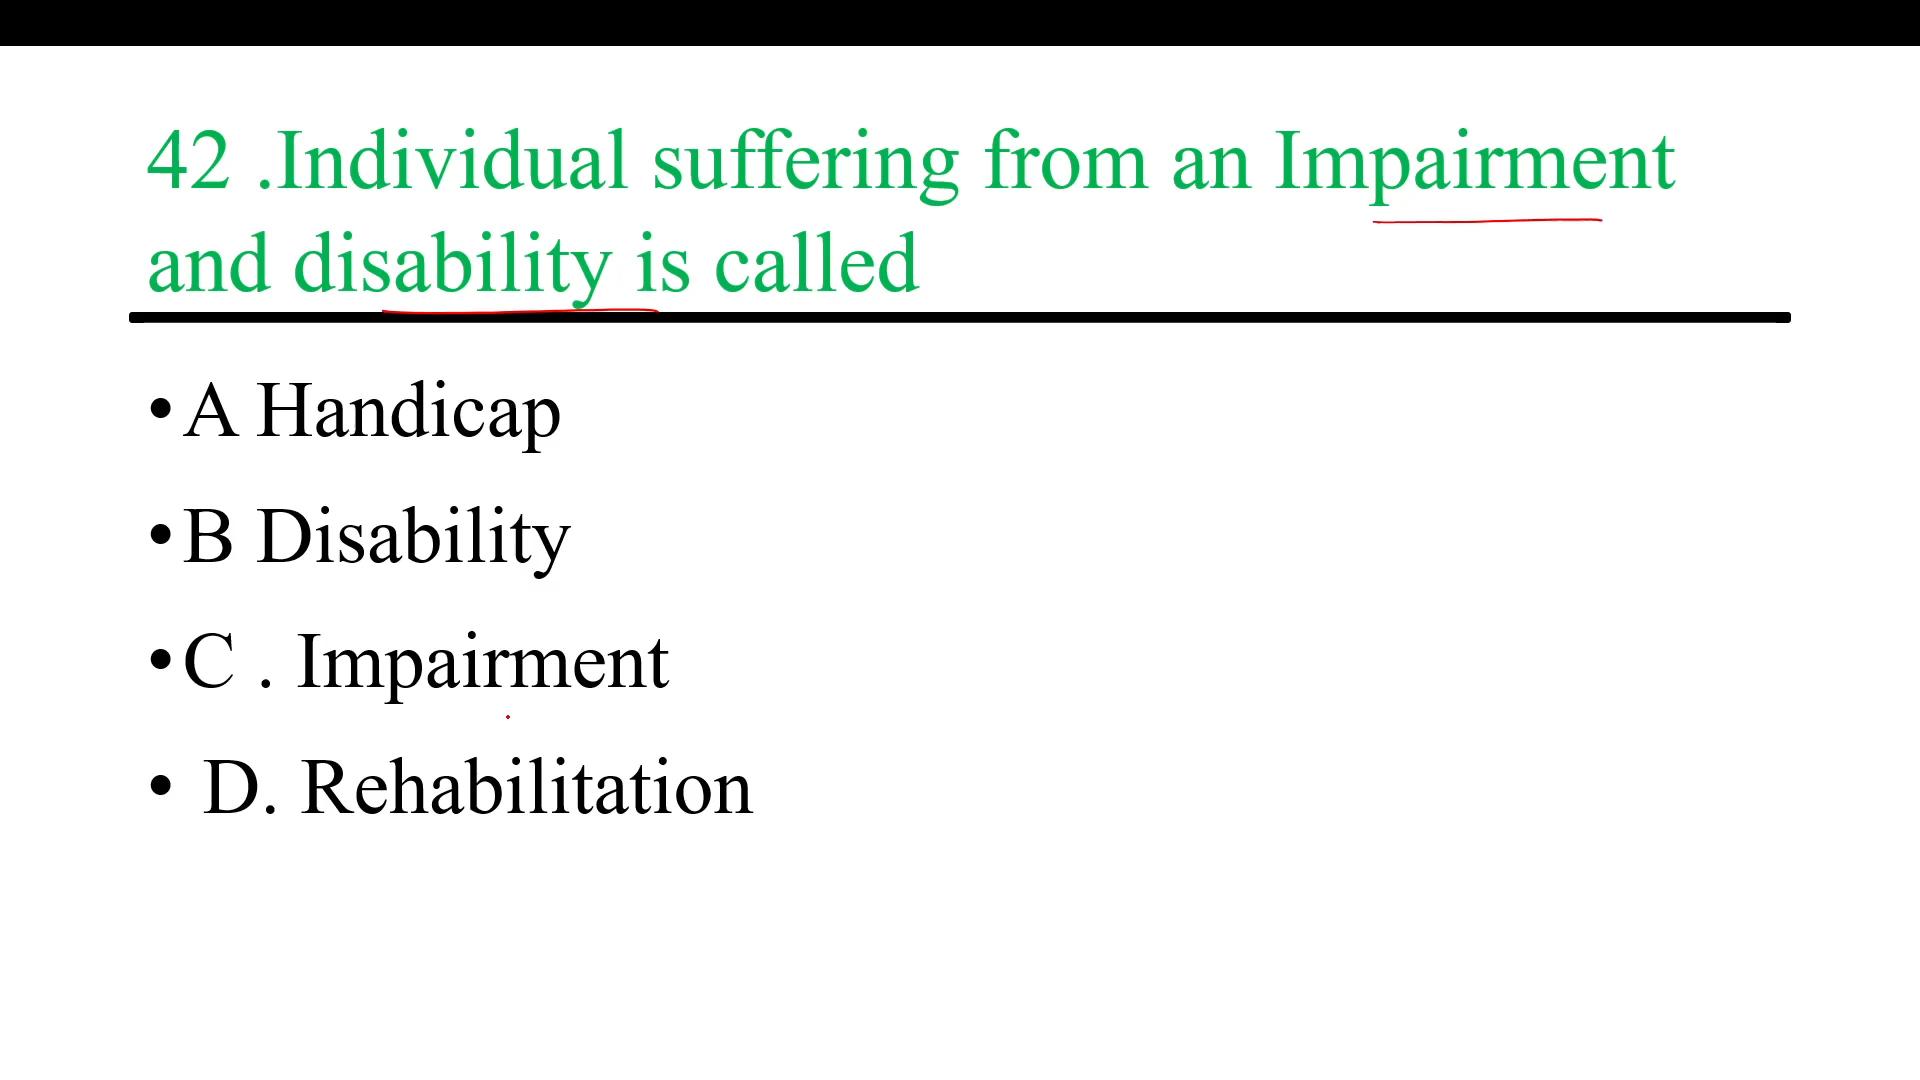 42 .Individual suffering from an Impairment
and disability is called
•A Handicap
•B Disability
•C . Impairment
• D. Rehabilitation